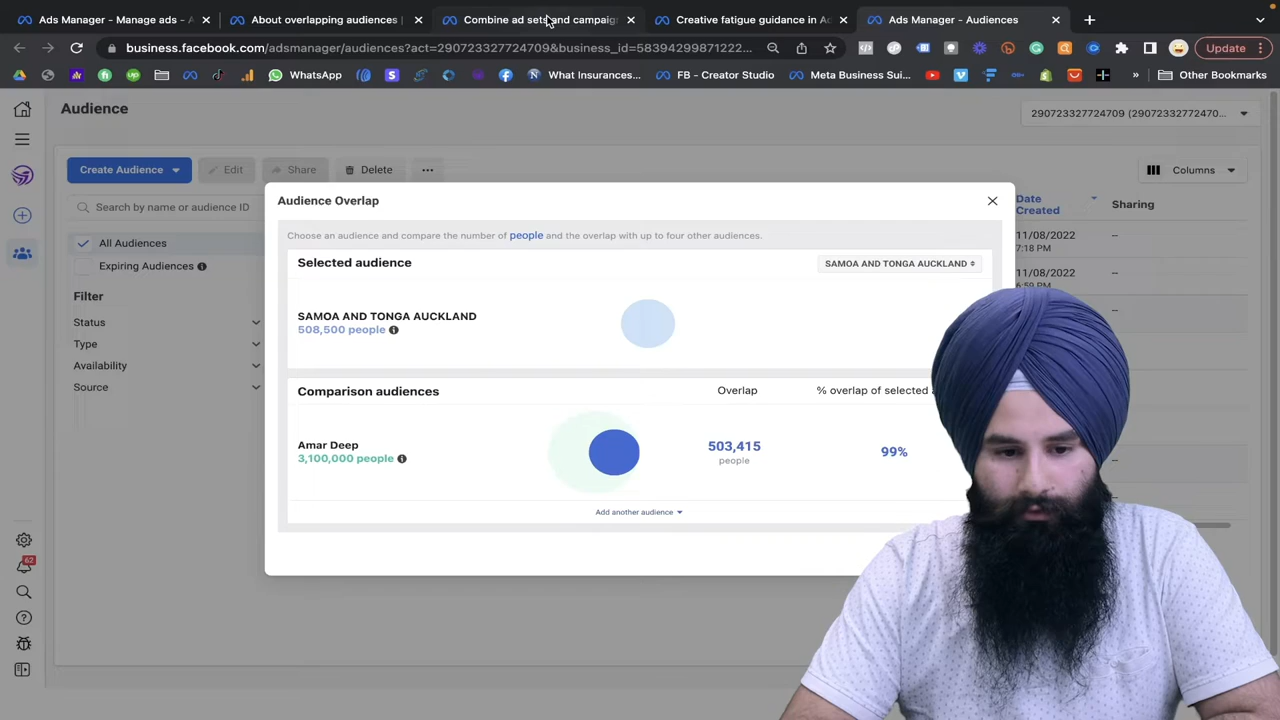 Ads Manager - Manage ads - A
About overlapping audiences
Combine ad sets and campaig
Creative fatigue guidance in Ad
Ads Manager - Audiences
business.facebook.com/adsmanager/audiences?act=290723327724709&business_id=58394299871222...
Update
WhatsApp
What Insurances...
FB - Creator Studio
Meta Business Sui...
Other Bookmarks
Audience
290723327724709 (29072332772470...
Create Audience
Edit
Share
Delete
Columns
Search by name or audience ID
All Audiences
Expiring Audiences
Filter
Status
Type
Availability
Source
Date Created
Sharing
11/08/2022
7:18 PM
--
11/08/2022
6:59 PM
--
Audience Overlap
Choose an audience and compare the number of people and the overlap with up to four other audiences.
Selected audience
SAMOA AND TONGA AUCKLAND
SAMOA AND TONGA AUCKLAND
508,500 people
Comparison audiences
Overlap
% overlap of selected
Amar Deep
3,100,000 people
503,415
people
99%
Add another audience
62